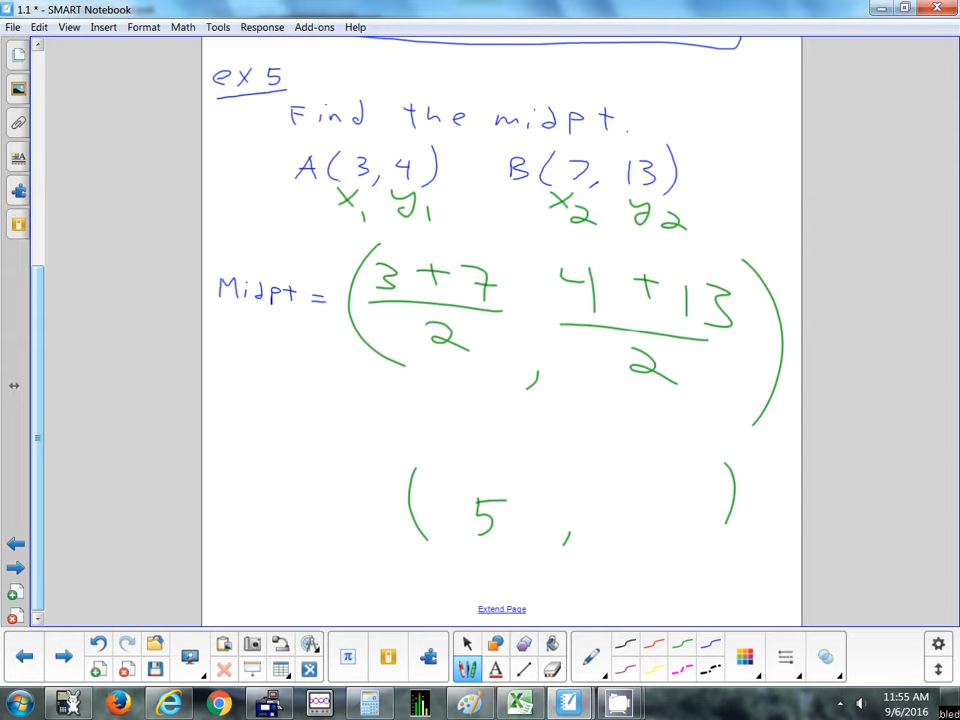 1.1 * - SMART Notebook
File Edit View Insert Format Math Tools Response Add-ons Help
ex 5
Find the midpt.
A(3, 4) B(7, 13)
x₁ y₁ x₂ y₂
Midpt = (3 + 7 / 2 , 4 + 13 / 2)
( 5 , )
Extend Page
11:55 AM
9/6/2016
bled